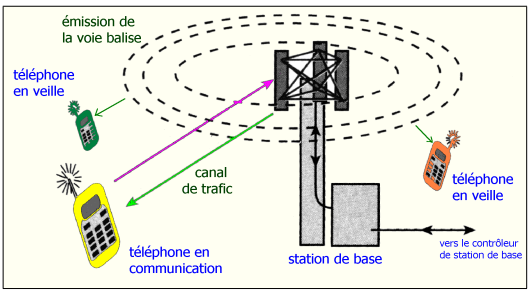 émission de
la voie balise
téléphone
en veille
canal
de trafic
téléphone
en veille
téléphone en
communication
station de base
vers le contrôleur
de station de base